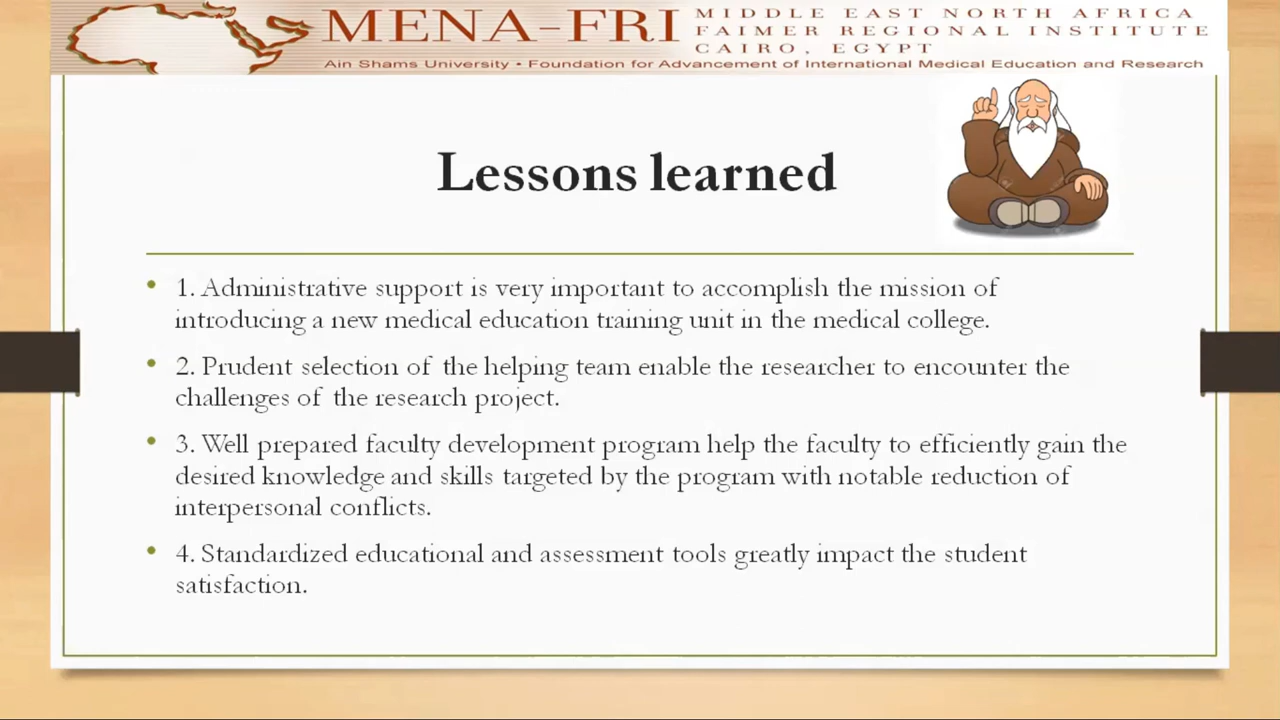 MENA-FRI
MIDDLE EAST NORTH AFRICA
FAIMER REGIONAL INSTITUTE
CAIRO, EGYPT
Ain Shams University • Foundation for Advancement of International Medical Education and Research
Lessons learned
• 1. Administrative support is very important to accomplish the mission of
introducing a new medical education training unit in the medical college.
• 2. Prudent selection of the helping team enable the researcher to encounter the
challenges of the research project.
• 3. Well prepared faculty development program help the faculty to efficiently gain the
desired knowledge and skills targeted by the program with notable reduction of
interpersonal conflicts.
• 4. Standardized educational and assessment tools greatly impact the student
satisfaction.